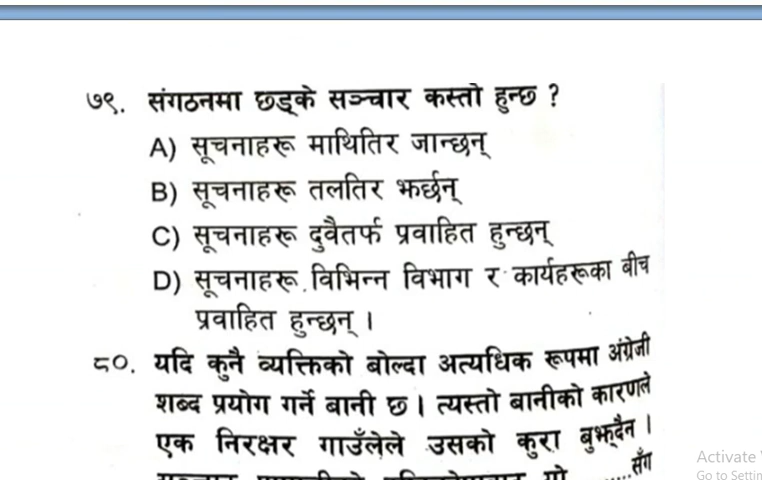 ७९. संगठनमा छड्के सञ्चार कस्तो हुन्छ ?
A) सूचनाहरू माथितिर जान्छन्
B) सूचनाहरू तलतिर झर्छन्
C) सूचनाहरू दुवैतर्फ प्रवाहित हुन्छन्
D) सूचनाहरू विभिन्न विभाग र कार्यहरूका बीच
प्रवाहित हुन्छन् ।
८०. यदि कुनै व्यक्तिको बोल्दा अत्यधिक रूपमा अंग्रेजी
शब्द प्रयोग गर्ने बानी छ । त्यस्तो बानीको कारणले
एक निरक्षर गाउँलेले उसको कुरा बुझ्दैन ।
.....सँग
Activate
Go to Settin